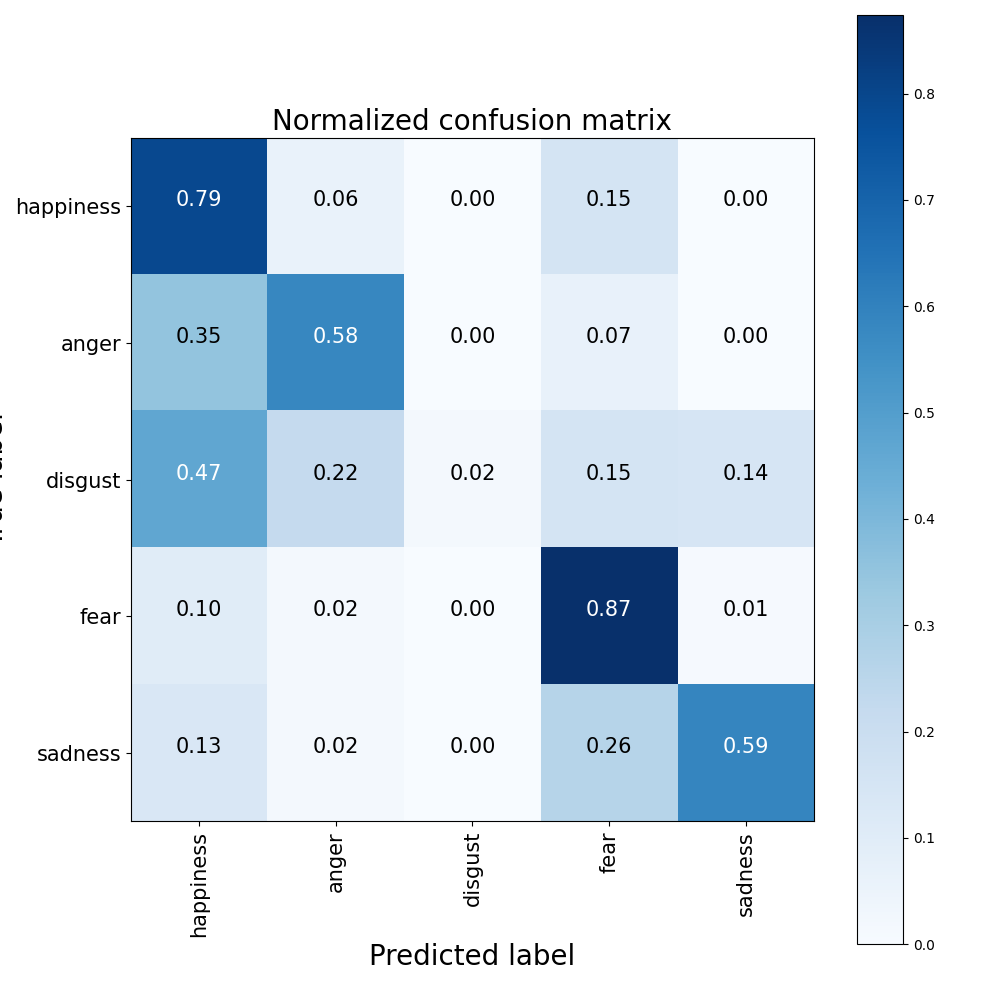 Normalized confusion matrix
happiness 0.79 0.06 0.00 0.15 0.00
anger 0.35 0.58 0.00 0.07 0.00
disgust 0.47 0.22 0.02 0.15 0.14
fear 0.10 0.02 0.00 0.87 0.01
sadness 0.13 0.02 0.00 0.26 0.59
happiness anger disgust fear sadness
Predicted label
0.8
0.7
0.6
0.5
0.4
0.3
0.2
0.1
0.0